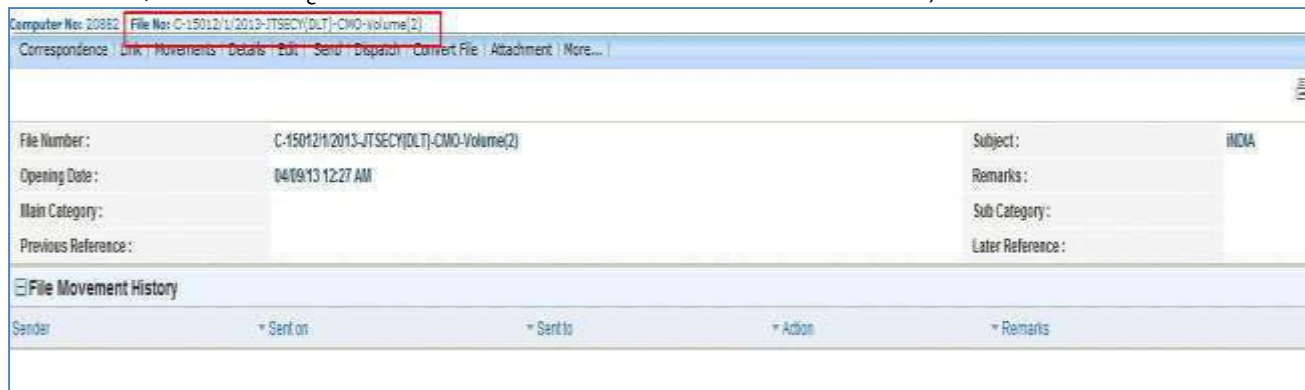 Computer No: 20882 File No: C-15012/1/2013-JTSECY(DLT)-CMO-Volume(2)
Correspondence | Link | Movements | Details | Edit | Send | Dispatch | Convert File | Attachment | More... |
File Number : C-15012/1/2013-JTSECY(DLT)-CMO-Volume(2) Subject : iNDIA
Opening Date : 04/09/13 12:27 AM Remarks :
Main Category : Sub Category :
Previous Reference : Later Reference :
File Movement History
Sender Sent on Sent to Action Remarks